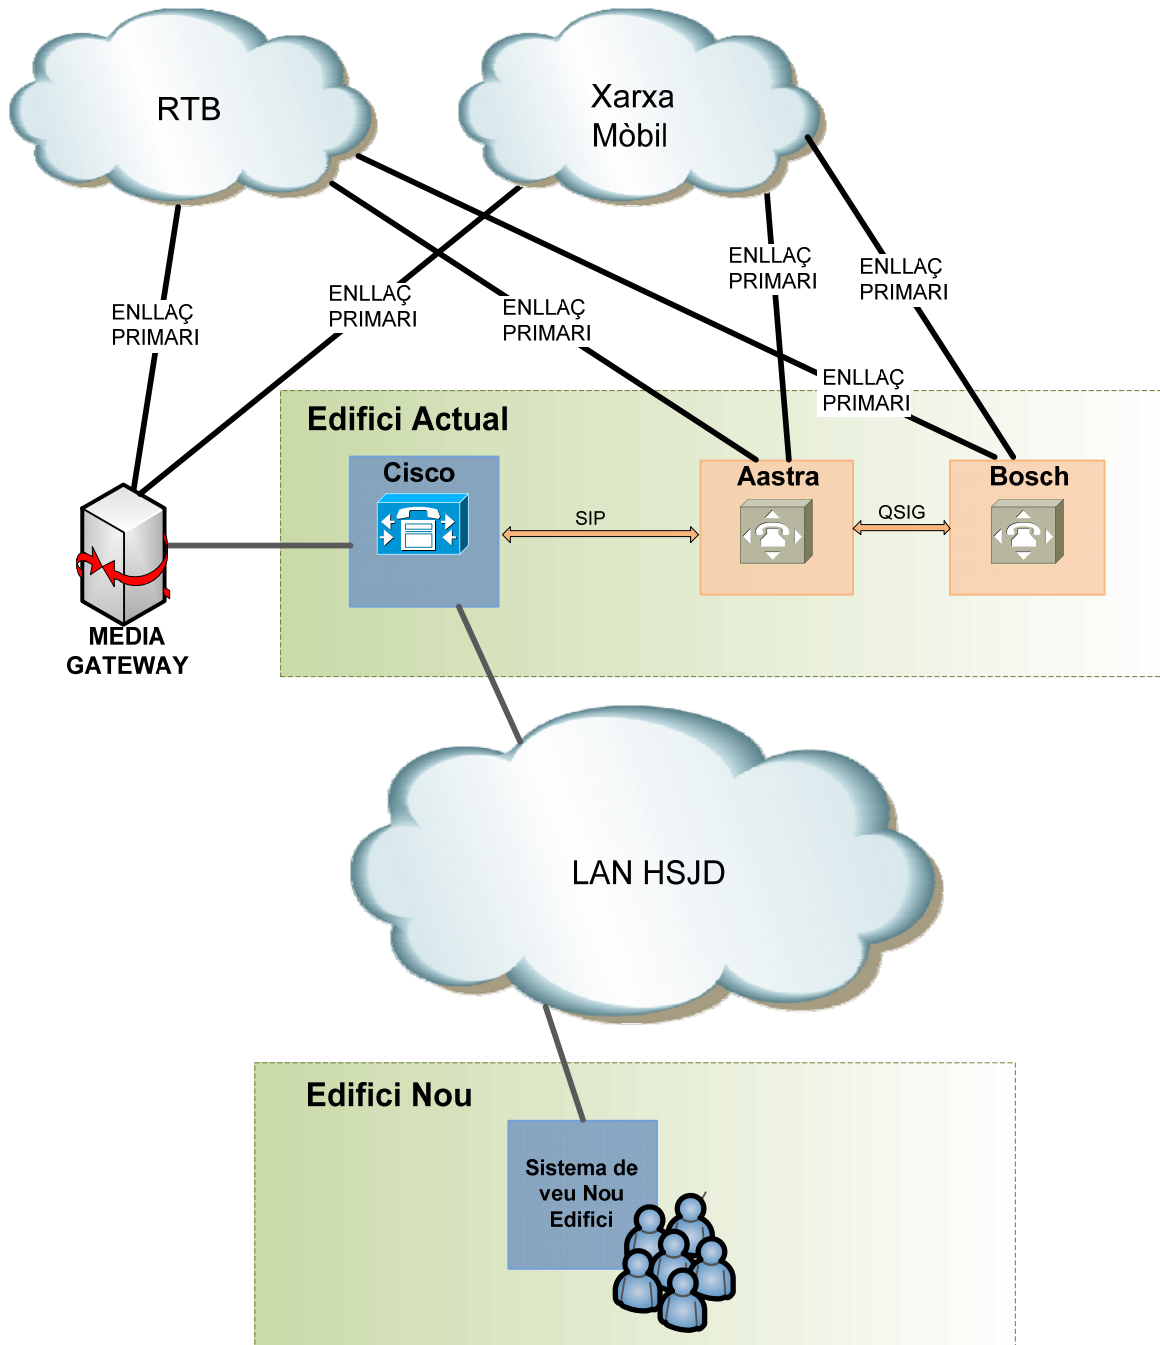 RTB
Xarxa
Mòbil
ENLLAÇ
PRIMARI
ENLLAÇ
PRIMARI
ENLLAÇ
PRIMARI
ENLLAÇ
PRIMARI
ENLLAÇ
PRIMARI
ENLLAÇ
PRIMARI
Edifici Actual
Cisco
Aastra
Bosch
SIP
QSIG
MEDIA
GATEWAY
LAN HSJD
Edifici Nou
Sistema de
veu Nou
Edifici